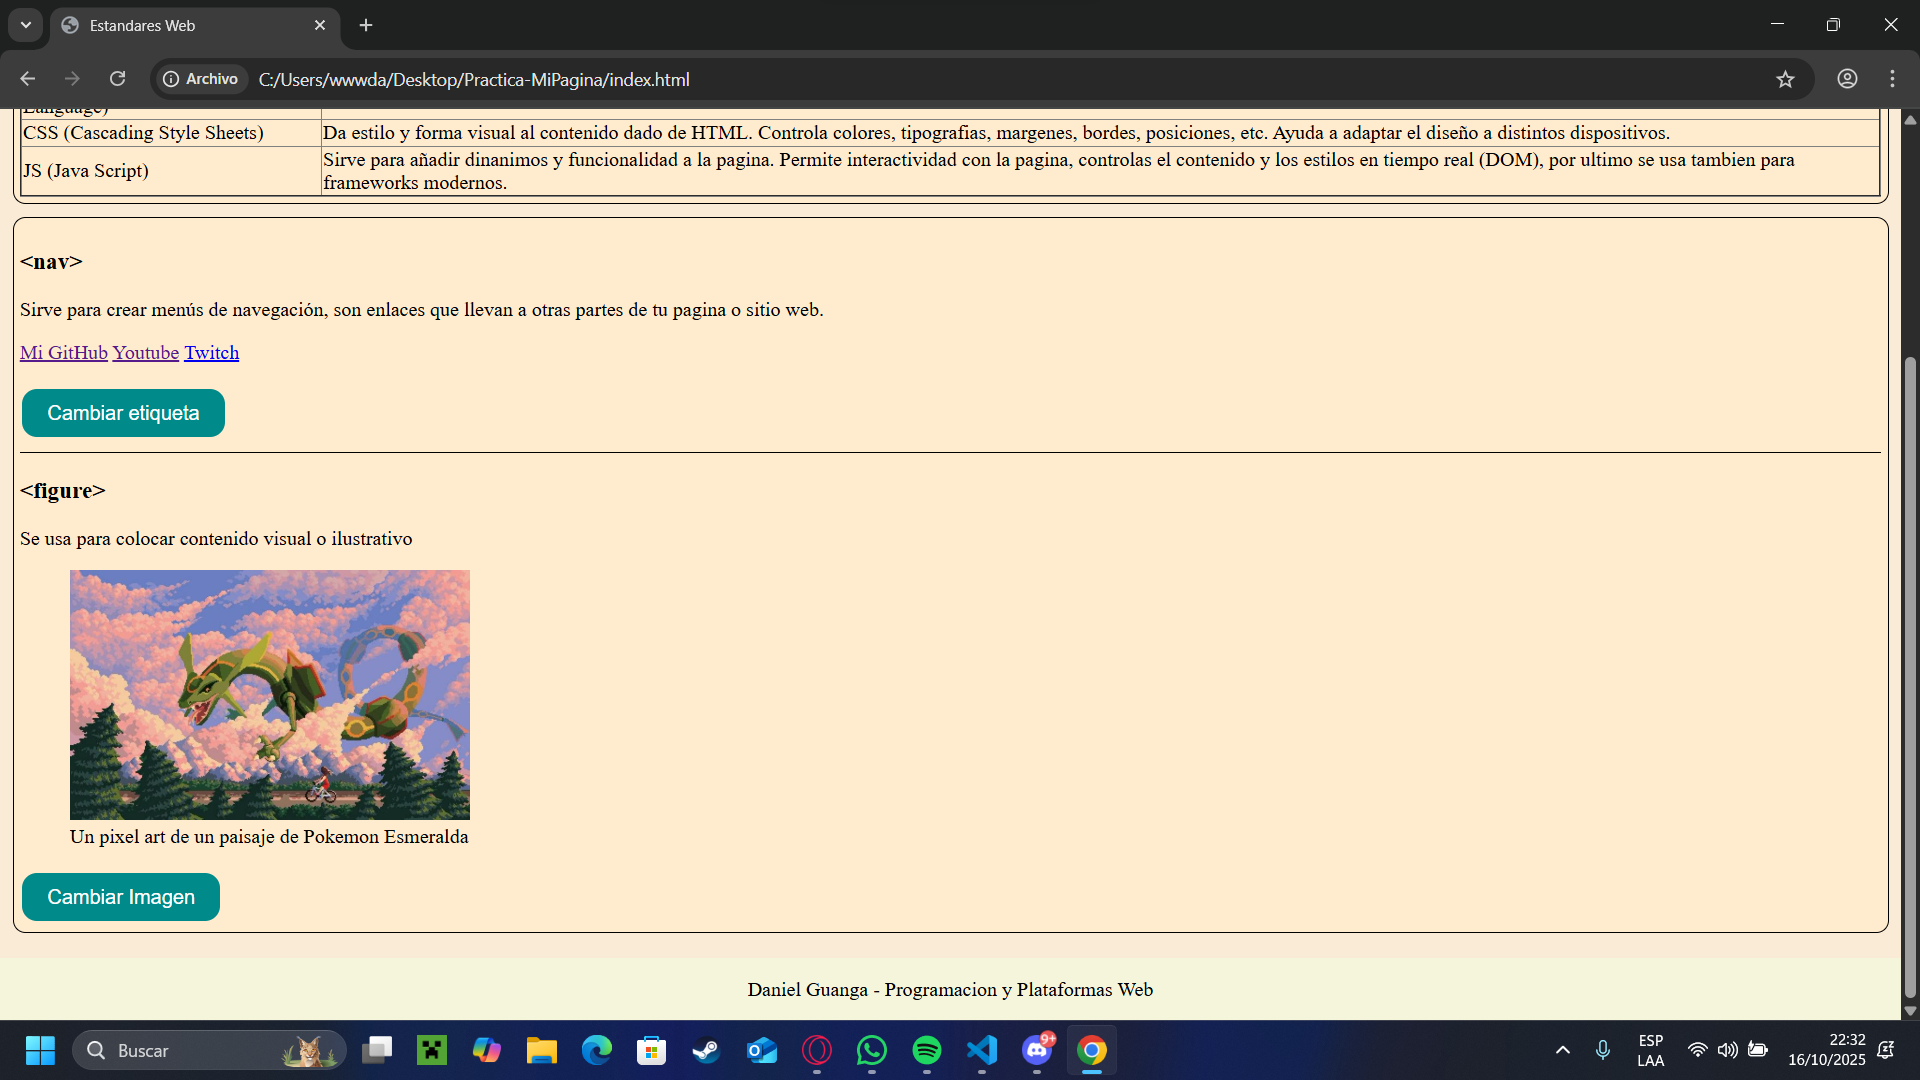 Estandares Web
Archivo
C:/Users/wwwda/Desktop/Practica-MiPagina/index.html
Language)
CSS (Cascading Style Sheets)
Da estilo y forma visual al contenido dado de HTML. Controla colores, tipografias, margenes, bordes, posiciones, etc. Ayuda a adaptar el diseño a distintos dispositivos.
JS (Java Script)
Sirve para añadir dinanimos y funcionalidad a la pagina. Permite interactividad con la pagina, controlas el contenido y los estilos en tiempo real (DOM), por ultimo se usa tambien para
frameworks modernos.
<nav>
Sirve para crear menús de navegación, son enlaces que llevan a otras partes de tu pagina o sitio web.
Mi GitHub Youtube Twitch
Cambiar etiqueta
<figure>
Se usa para colocar contenido visual o ilustrativo
Un pixel art de un paisaje de Pokemon Esmeralda
Cambiar Imagen
Daniel Guanga - Programacion y Plataformas Web
Buscar
9+
ESP
LAA
22:32
16/10/2025